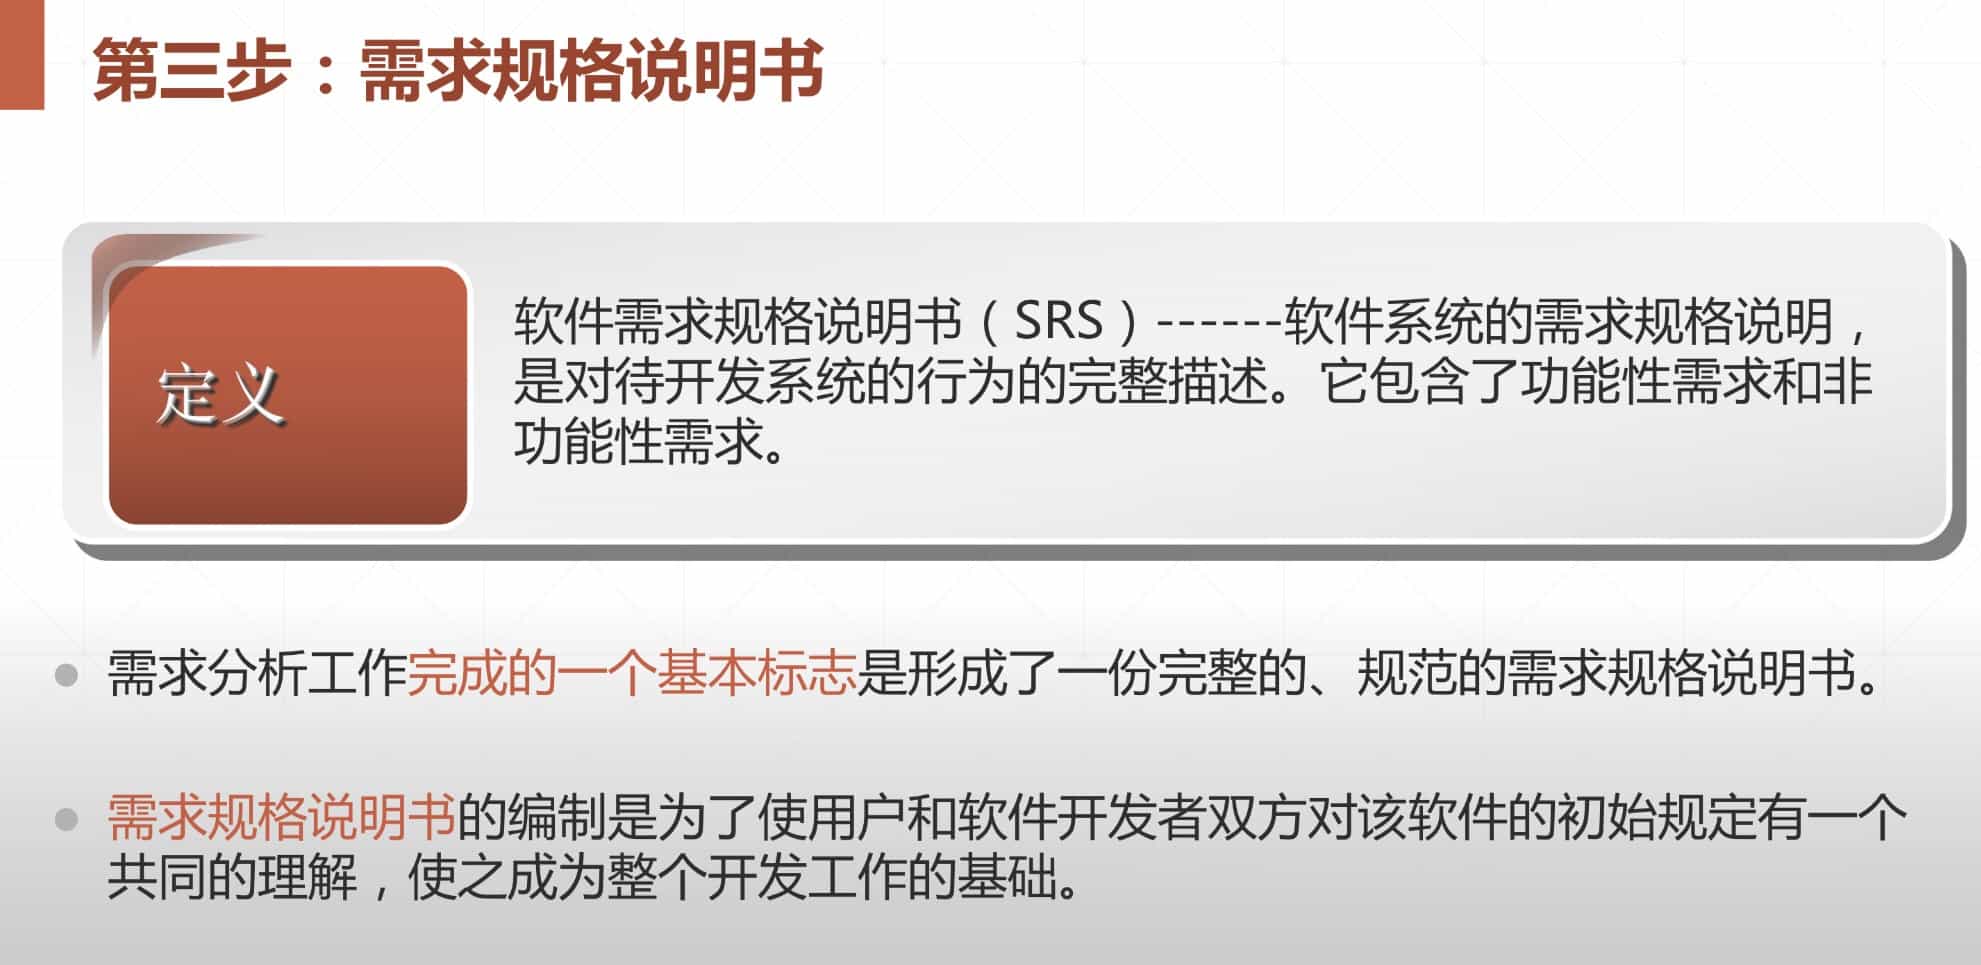 第三步：需求规格说明书
定义
软件需求规格说明书（SRS）------软件系统的需求规格说明，
是对待开发系统的行为的完整描述。它包含了功能性需求和非
功能性需求。
需求分析工作完成的一个基本标志是形成了一份完整的、规范的需求规格说明书。
需求规格说明书的编制是为了使用户和软件开发者双方对该软件的初始规定有一个
共同的理解，使之成为整个开发工作的基础。